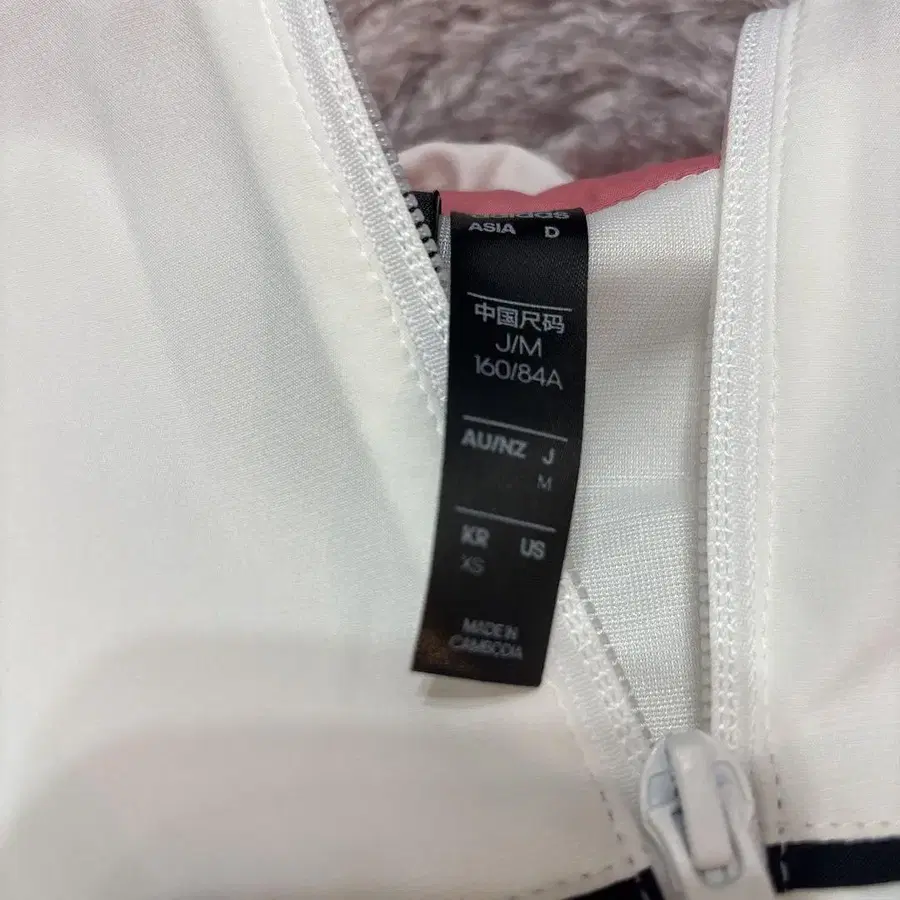 adidas
ASIA D
中国尺码
J/M
160/84A
AU/NZ J
M
KR US
XS
MADE IN
CAMBODIA